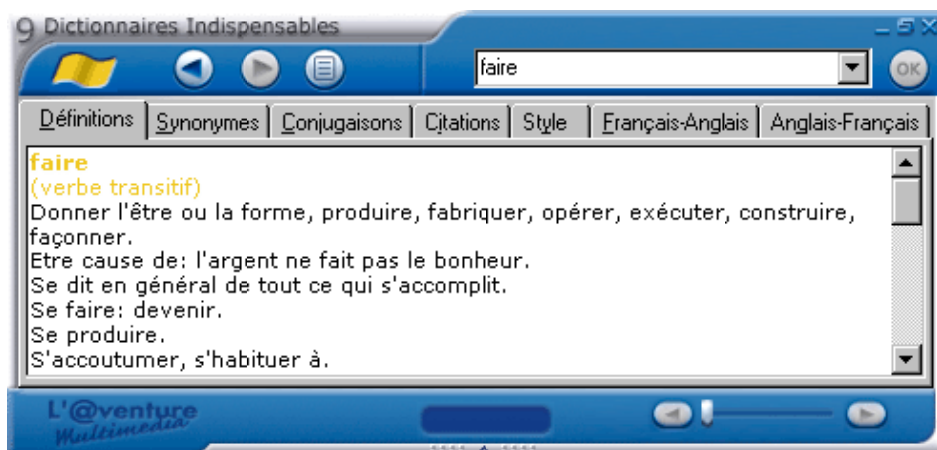 9 Dictionnaires Indispensables
faire
OK
Définitions Synonymes Conjugaisons Citations Style Français-Anglais Anglais-Français
faire
(verbe transitif)
Donner l'être ou la forme, produire, fabriquer, opérer, exécuter, construire,
façonner.
Etre cause de: l'argent ne fait pas le bonheur.
Se dit en général de tout ce qui s'accomplit.
Se faire: devenir.
Se produire.
S'accoutumer, s'habituer à.
L'@venture
Multimedia